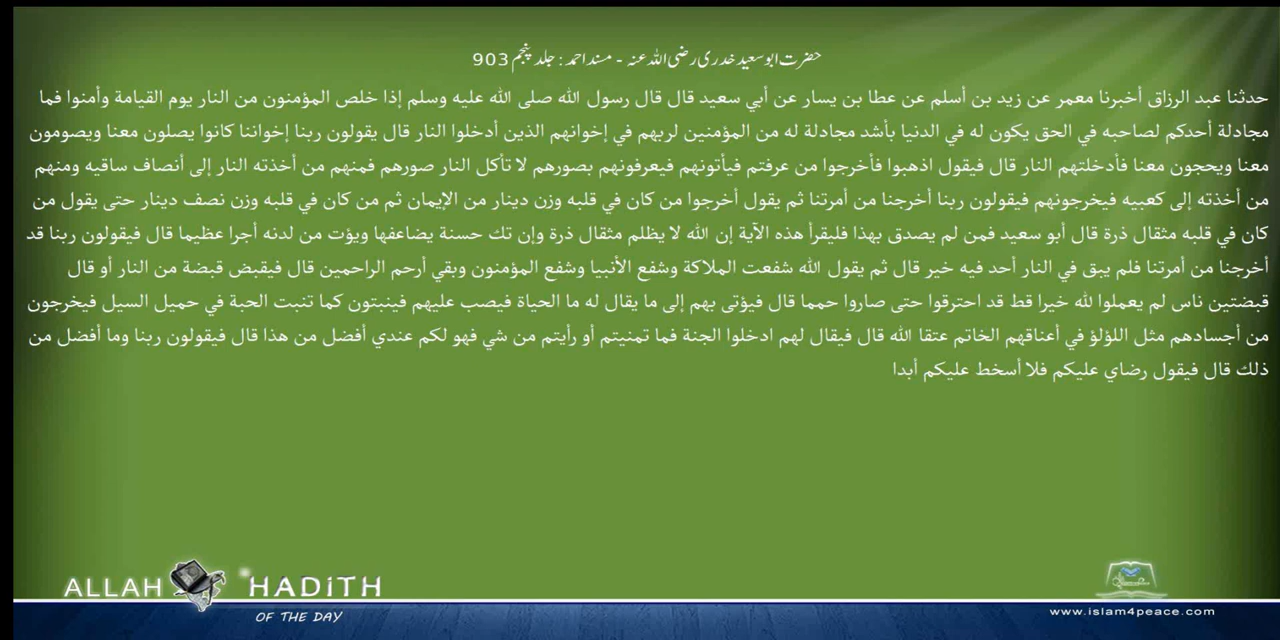 حضرت ابوسعید خدری رضی اللہ عنہ - مسند احمد: جلد پنجم 903
حدثنا عبد الرزاق أخبرنا معمر عن زيد بن أسلم عن عطا بن يسار عن أبي سعيد قال قال رسول الله صلى الله عليه وسلم إذا خلص المؤمنون من النار يوم القيامة وأمنوا فما
مجادلة أحدكم لصاحبه في الحق يكون له في الدنيا بأشد مجادلة له من المؤمنين لربهم في إخوانهم الذين أدخلوا النار قال يقولون ربنا إخواننا كانوا يصلون معنا ويصومون
معنا ويحجون معنا فأدخلتهم النار قال فيقول اذهبوا فأخرجوا من عرفتم فيأتونهم فيعرفونهم بصورهم لا تأكل النار صورهم فمنهم من أخذته النار إلى أنصاف ساقيه ومنهم
من أخذته إلى كعبيه فيخرجونهم فيقولون ربنا أخرجنا من أمرتنا ثم يقول أخرجوا من كان في قلبه وزن دينار من الإيمان ثم من كان في قلبه وزن نصف دينار حتى يقول من
كان في قلبه مثقال ذرة قال أبو سعيد فمن لم يصدق بهذا فليقرأ هذه الآية إن الله لا يظلم مثقال ذرة وإن تك حسنة يضاعفها ويؤت من لدنه أجرا عظيما قال فيقولون ربنا قد
أخرجنا من أمرتنا فلم يبق في النار أحد فيه خير قال ثم يقول الله شفعت الملاكة وشفع الأنبيا وشفع المؤمنون وبقي أرحم الراحمين قال فيقبض قبضة من النار أو قال
قبضتين ناس لم يعملوا لله خيرا قط قد احترقوا حتى صاروا حمما قال فيؤتى بهم إلى ما يقال له ما الحياة فيصب عليهم فينبتون كما تنبت الحبة في حميل السيل فيخرجون
من أجسادهم مثل اللؤلؤ في أعناقهم الخاتم عتقا الله قال فيقال لهم ادخلوا الجنة فما تمنيتم أو رأيتم من شي فهو لكم عندي أفضل من هذا قال فيقولون ربنا وما أفضل من
ذلك قال فيقول رضاي عليكم فلا أسخط عليكم أبدا
ALLAH HADiTH
OF THE DAY
www.islam4peace.com